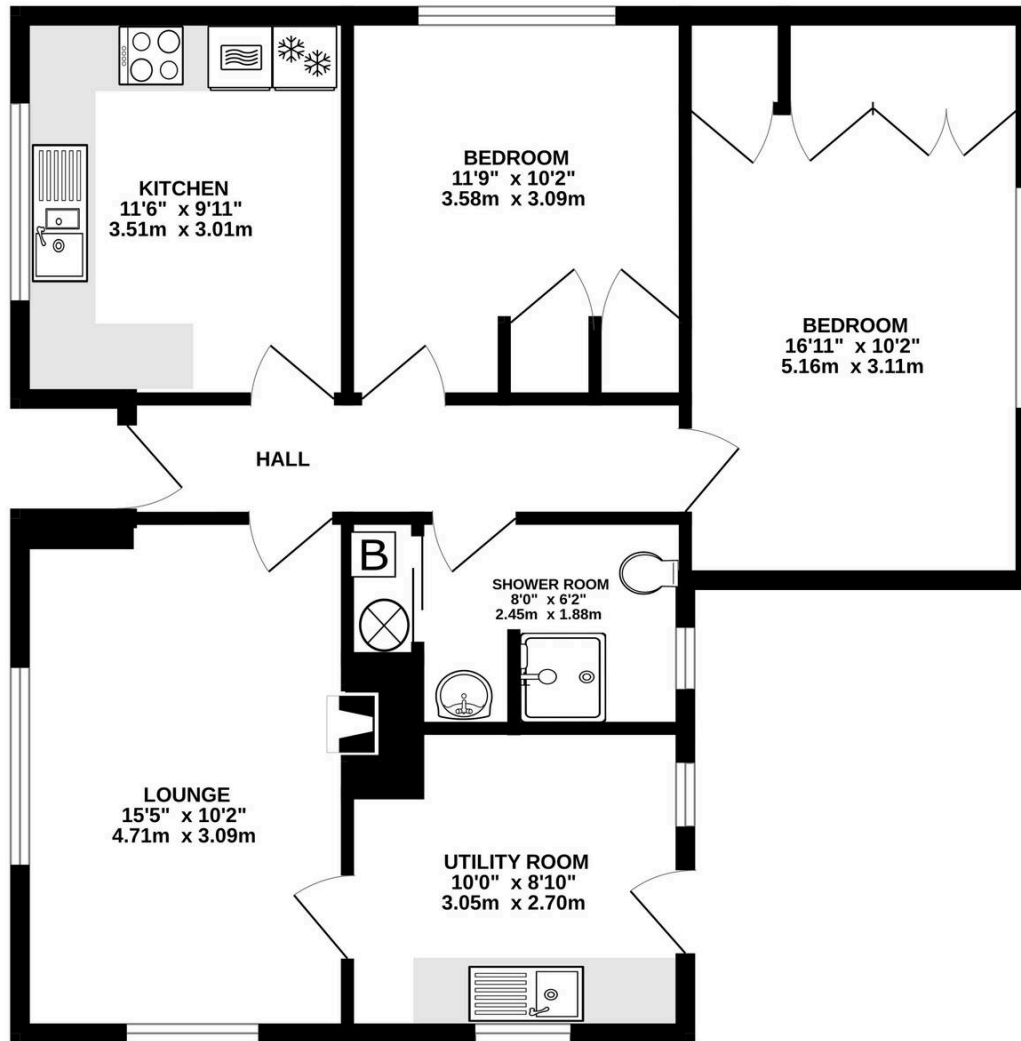 KITCHEN
11'6" x 9'11"
3.51m x 3.01m
BEDROOM
11'9" x 10'2"
3.58m x 3.09m
BEDROOM
16'11" x 10'2"
5.16m x 3.11m
HALL
B
SHOWER ROOM
8'0" x 6'2"
2.45m x 1.88m
LOUNGE
15'5" x 10'2"
4.71m x 3.09m
UTILITY ROOM
10'0" x 8'10"
3.05m x 2.70m